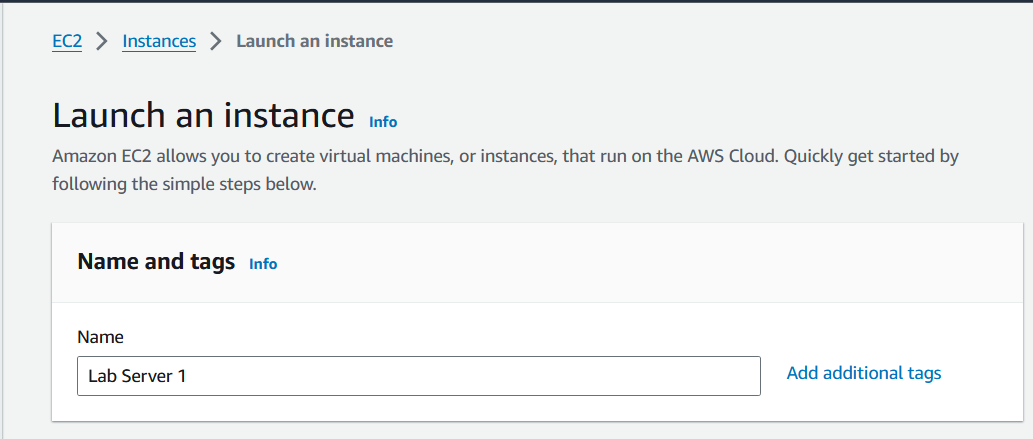 EC2 > Instances > Launch an instance
Launch an instance Info
Amazon EC2 allows you to create virtual machines, or instances, that run on the AWS Cloud. Quickly get started by
following the simple steps below.
Name and tags Info
Name
Lab Server 1 Add additional tags